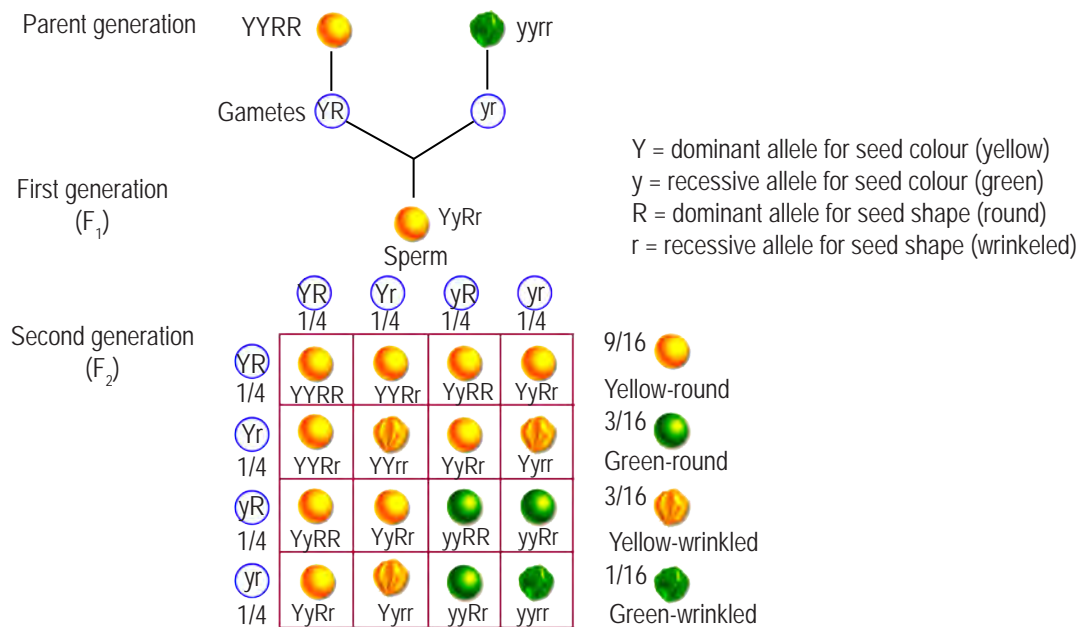 Parent generation YYRR yyrr
Gametes YR yr
Y = dominant allele for seed colour (yellow)
y = recessive allele for seed colour (green)
R = dominant allele for seed shape (round)
r = recessive allele for seed shape (wrinkeled)
First generation
(F1)
YyRr
Sperm
YR Yr yR yr
1/4 1/4 1/4 1/4
Second generation
(F2)
YR
1/4
YYRR YYRr YyRR YyRr
Yr
1/4
YYRr YYrr YyRr Yyrr
yR
1/4
YyRR YyRr yyRR yyRr
yr
1/4
YyRr Yyrr yyRr yyrr
9/16
Yellow-round
3/16
Green-round
3/16
Yellow-wrinkled
1/16
Green-wrinkled